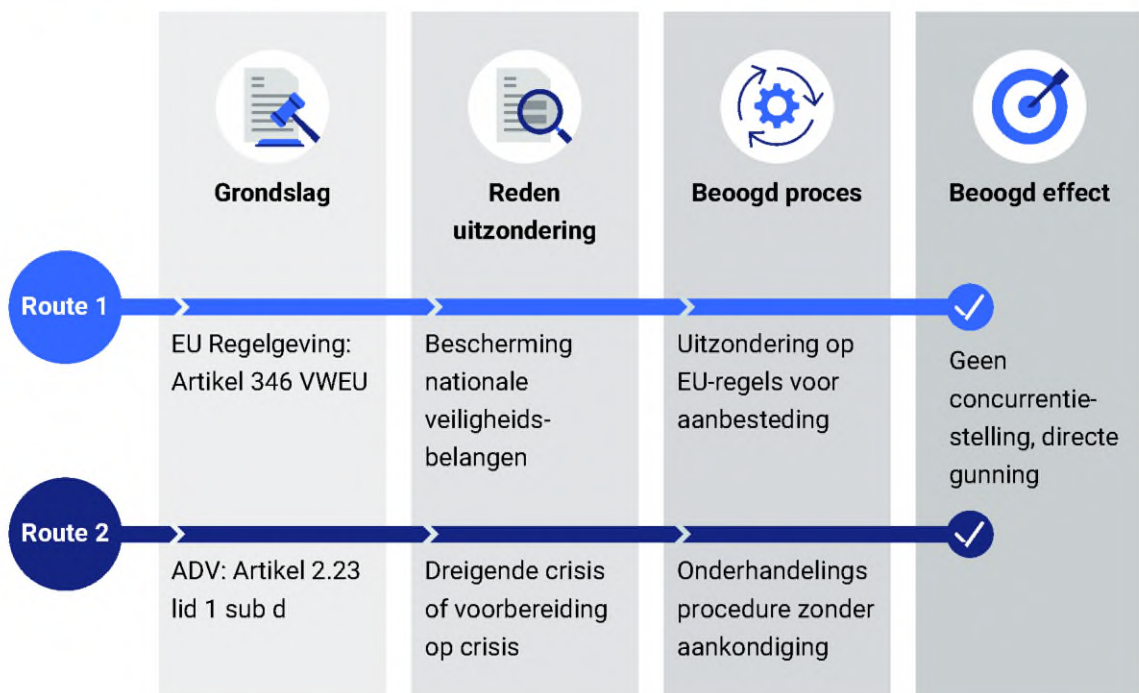 Grondslag
Reden
uitzondering
Beoogd proces
Beoogd effect
Route 1
EU Regelgeving:
Artikel 346 VWEU
Bescherming
nationale
veiligheids-
belangen
Uitzondering op
EU-regels voor
aanbesteding
Geen
concurrentie-
stelling, directe
gunning
Route 2
ADV: Artikel 2.23
lid 1 sub d
Dreigende crisis
of voorbereiding
op crisis
Onderhandelings
procedure zonder
aankondiging